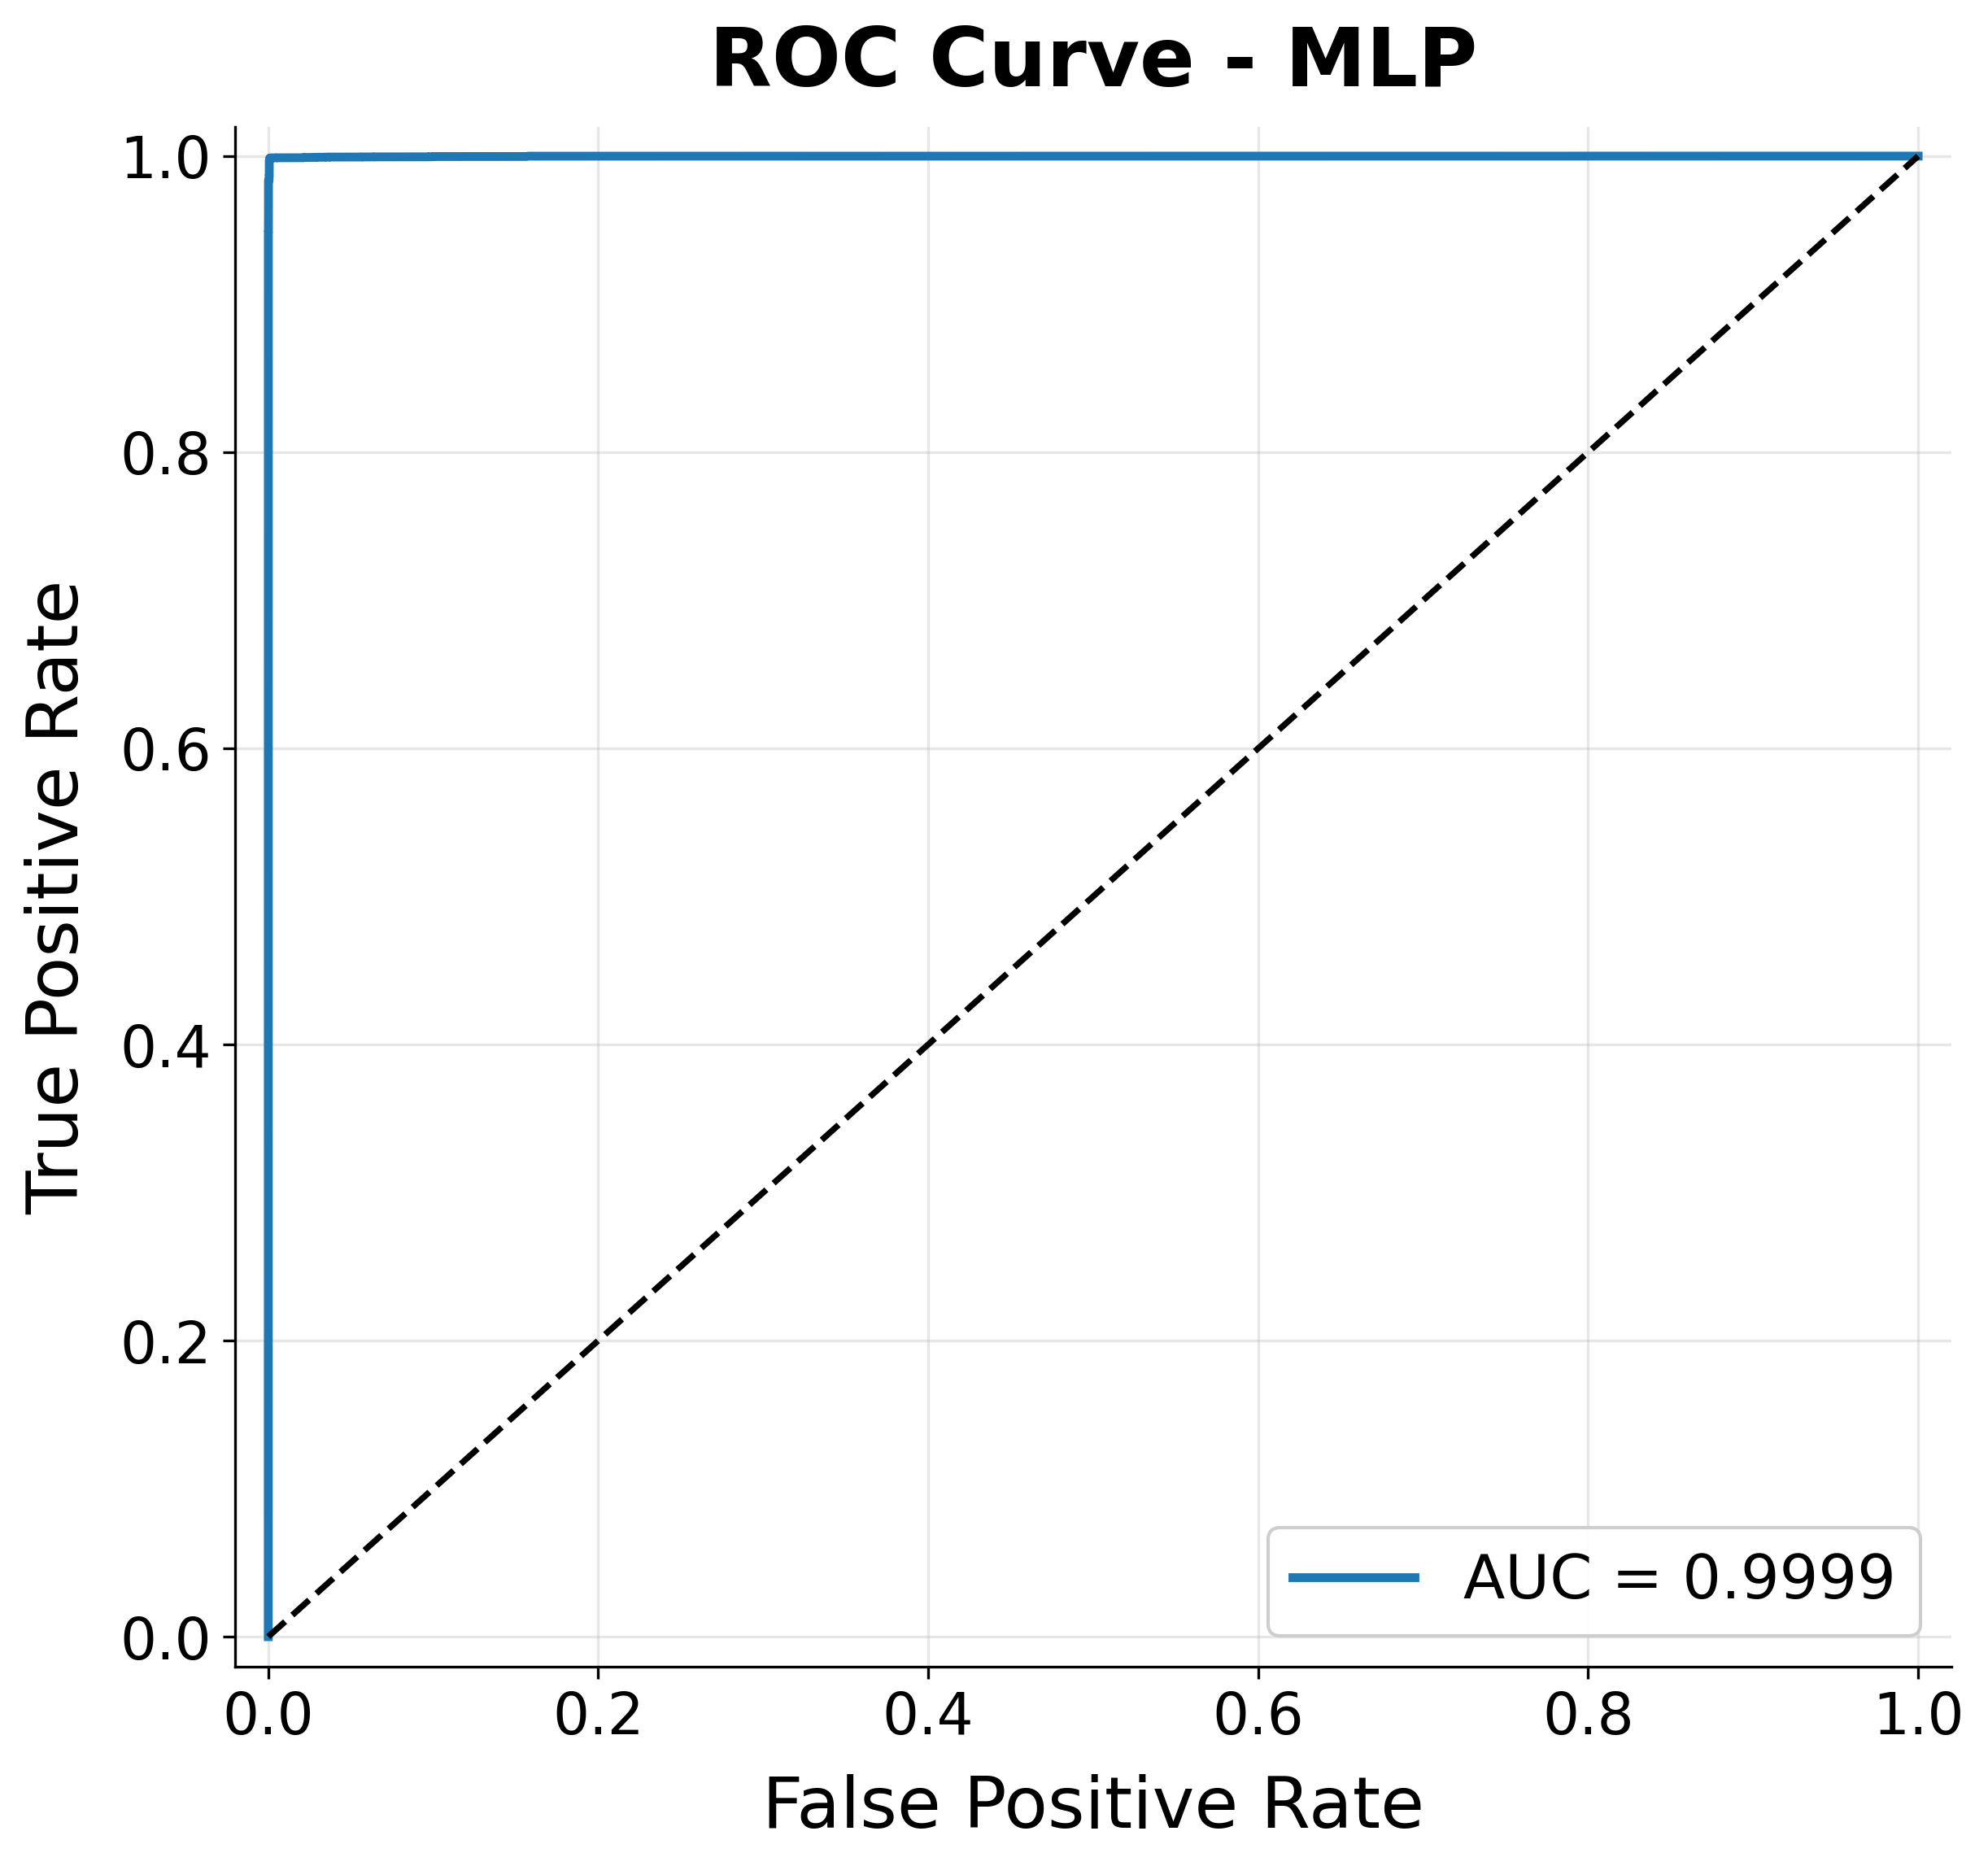 ROC Curve - MLP
True Positive Rate
1.0
0.8
0.6
0.4
0.2
0.0
AUC = 0.9999
0.0 0.2 0.4 0.6 0.8 1.0
False Positive Rate